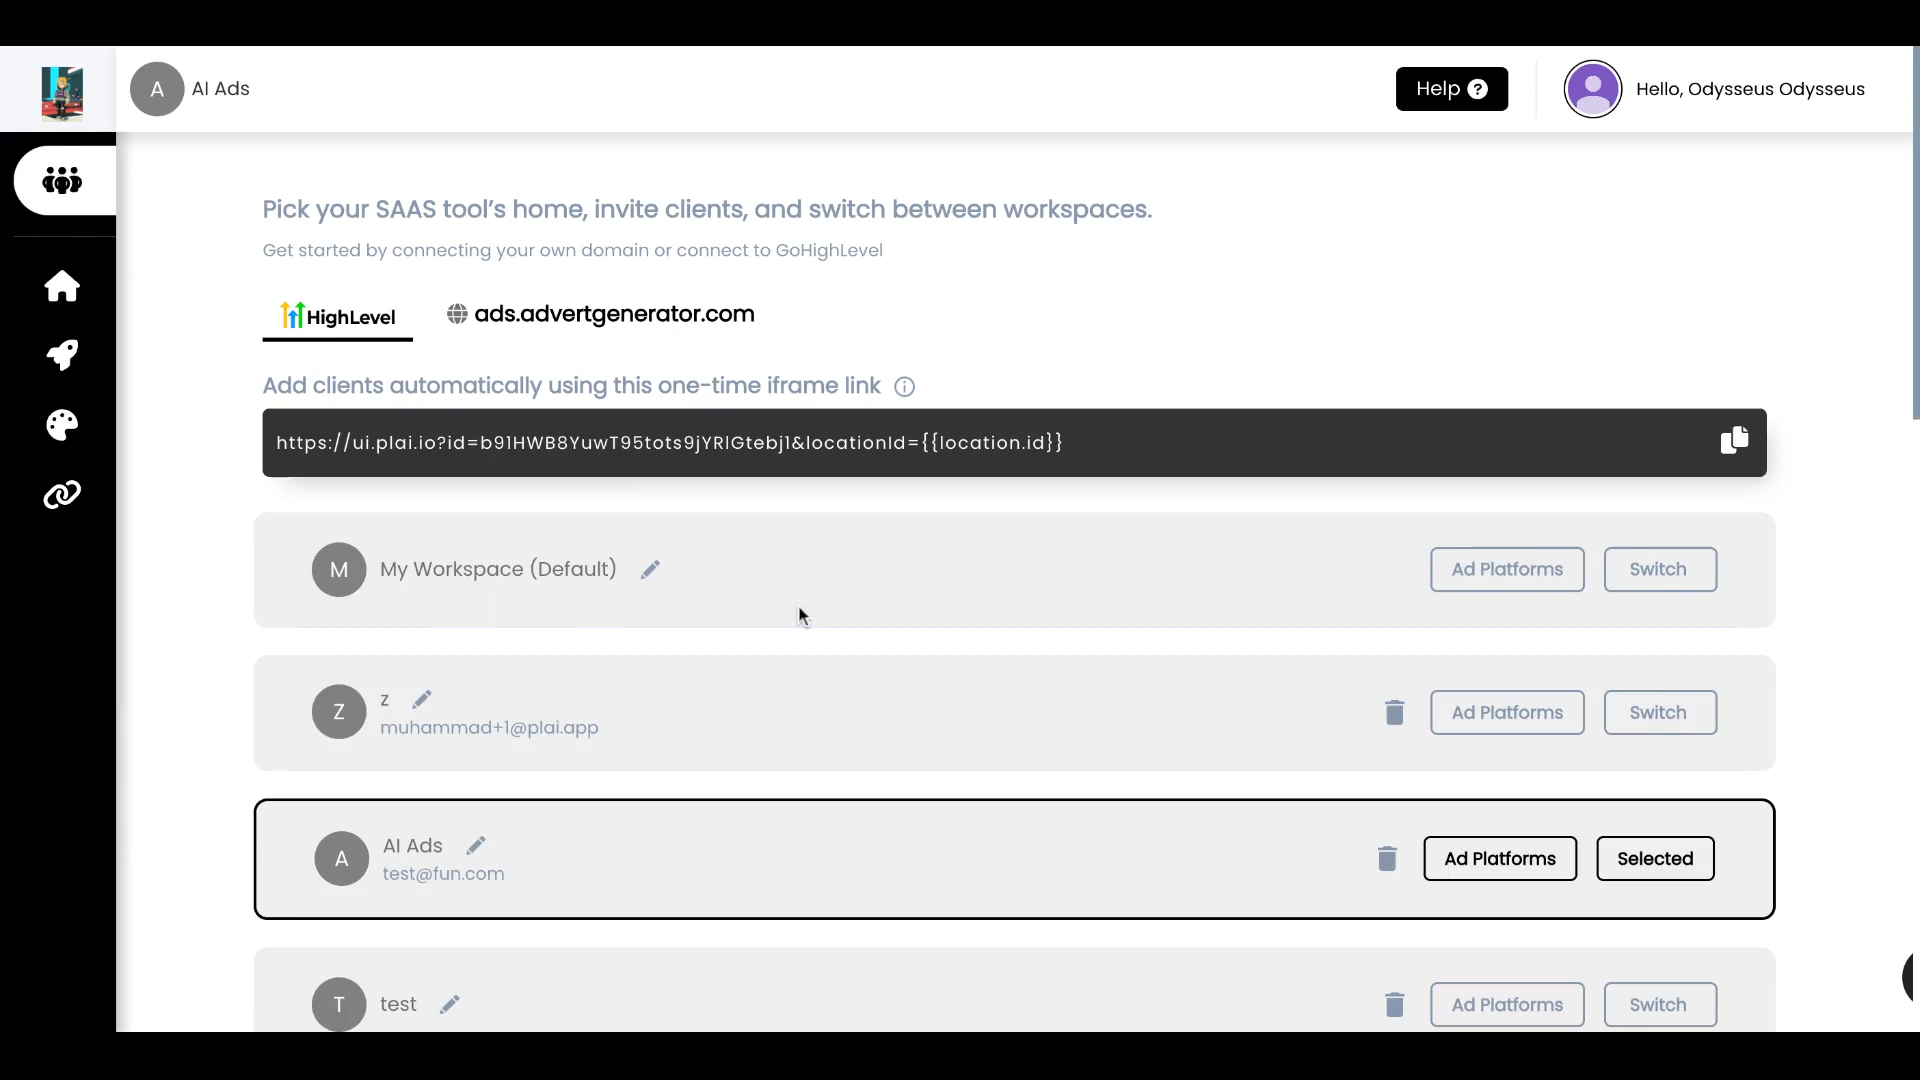 A AI Ads
Help ?
Hello, Odysseus Odysseus
Pick your SAAS tool’s home, invite clients, and switch between workspaces.
Get started by connecting your own domain or connect to GoHighLevel
HighLevel
ads.advertgenerator.com
Add clients automatically using this one-time iframe link
https://ui.plai.io?id=b91HWB8YuwT95tots9jYRlGtebj1&locationId={{location.id}}
M My Workspace (Default)
Ad Platforms
Switch
Z z
muhammad+1@plai.app
Ad Platforms
Switch
A AI Ads
test@fun.com
Ad Platforms
Selected
T test
Ad Platforms
Switch